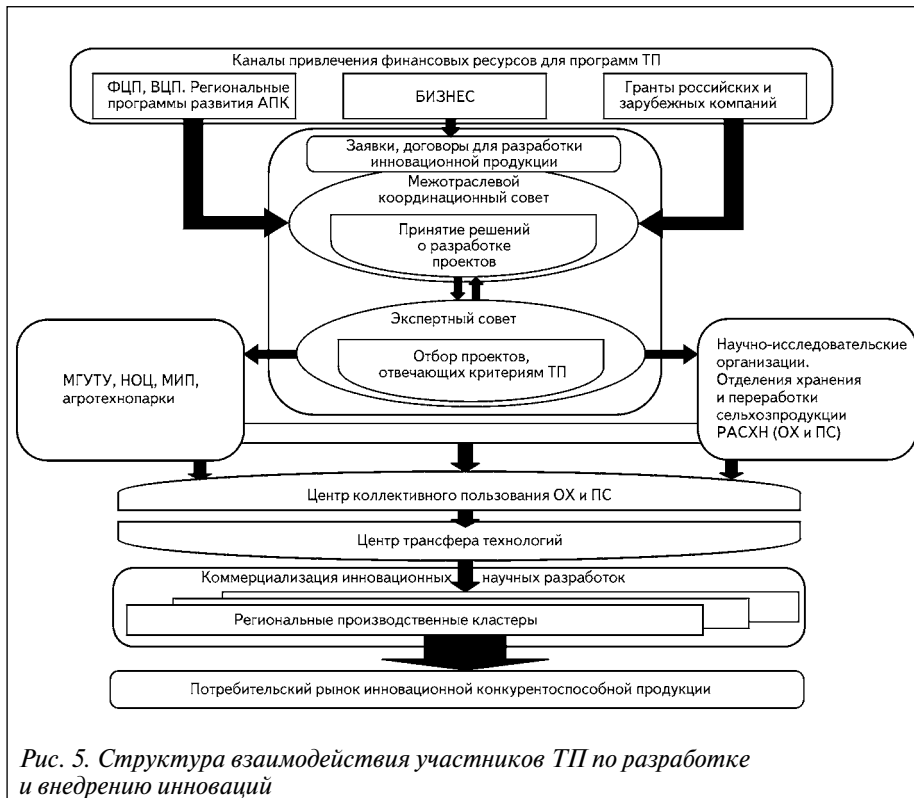 Каналы привлечения финансовых ресурсов для программ ТП
ФЦП, ВЦП. Региональные
программы развития АПК
БИЗНЕС
Гранты российских и
зарубежных компаний
Заявки, договоры для разработки
инновационной продукции
Межотраслевой
координационный совет
Принятие решений
о разработке
проектов
Экспертный совет
Отбор проектов,
отвечающих критериям ТП
МГУТУ, НОЦ, МИП,
агротехнопарки
Научно-исследовательские
организации.
Отделения хранения
и переработки
сельхозпродукции
РАСХН (ОХ и ПС)
Центр коллективного пользования ОХ и ПС
Центр трансфера технологий
Коммерциализация инновационных научных разработок
Региональные производственные кластеры
Потребительский рынок инновационной конкурентоспособной продукции
Рис. 5. Структура взаимодействия участников ТП по разработке
и внедрению инноваций